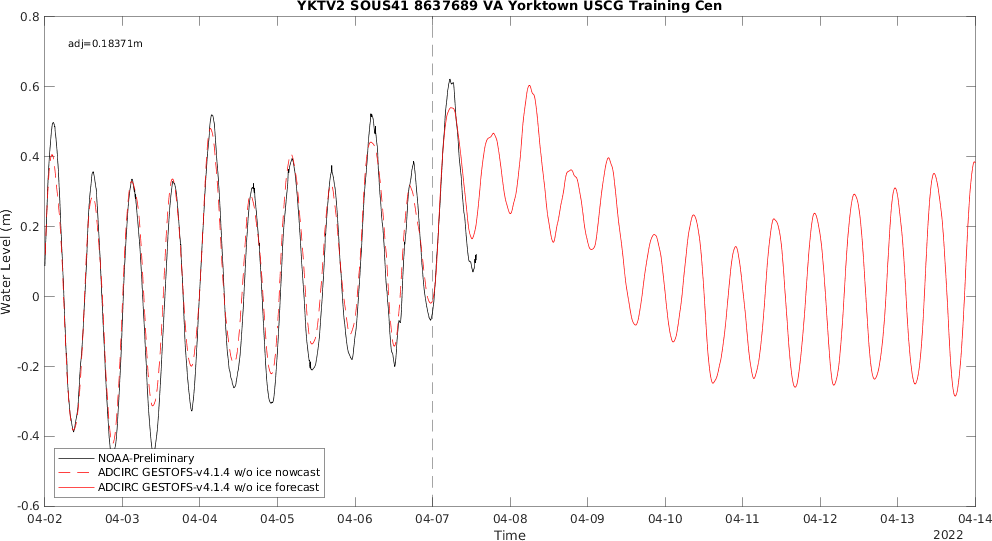 YKTV2 SOUS41 8637689 VA Yorktown USCG Training Cen
adj=0.18371m
Water Level (m)
0.8
0.6
0.4
0.2
0
-0.2
-0.4
-0.6
NOAA-Preliminary
ADCIRC GESTOFS-v4.1.4 w/o ice nowcast
ADCIRC GESTOFS-v4.1.4 w/o ice forecast
04-02 04-03 04-04 04-05 04-06 04-07 04-08 04-09 04-10 04-11 04-12 04-13 04-14
Time
2022